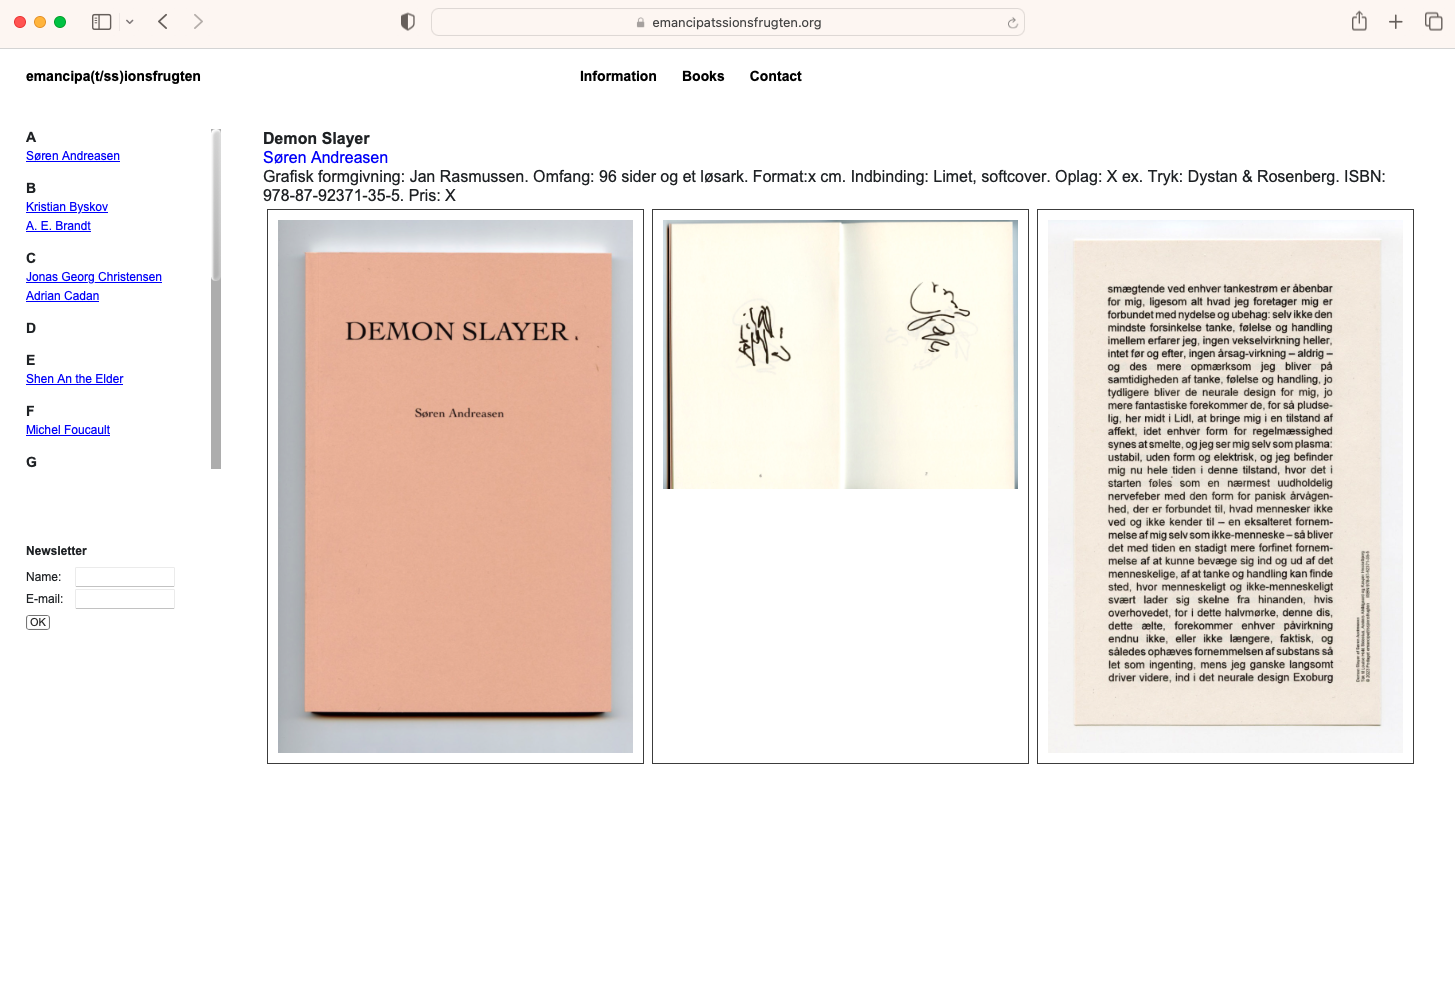 emancipatssionsfrugten.org
emancipa(t/ss)ionsfrugten
Information
Books
Contact
A
Søren Andreasen
B
Kristian Byskov
A. E. Brandt
C
Jonas Georg Christensen
Adrian Cadan
D
E
Shen An the Elder
F
Michel Foucault
G
Newsletter
Name:
E-mail:
OK
Demon Slayer
Søren Andreasen
Grafisk formgivning: Jan Rasmussen. Omfang: 96 sider og et løsark. Format:x cm. Indbinding: Limet, softcover. Oplag: X ex. Tryk: Dystan & Rosenberg. ISBN:
978-87-92371-35-5. Pris: X
DEMON SLAYER.
Søren Andreasen
smægtende ved enhver tankestrøm er åbenbar
for mig, ligesom alt hvad jeg foretager mig er
forbundet med nydelse og ubehag: selv ikke den
mindste forsinkelse tanke, følelse og handling
imellem erfarer jeg, ingen vekselvirkning heller,
intet før og efter, ingen årsag-virkning – aldrig –
og des mere opmærksom jeg bliver på
samtidigheden af tanke, følelse og handling, jo
tydligere bliver de neurale design for mig, jo
mere fantastiske forekommer de, for så pludse-
lig, her midt i Lidl, at bringe mig i en tilstand af
affekt, idet enhver form for regelmæssighed
synes at smelte, og jeg ser mig selv som plasma:
ustabil, uden form og elektrisk, og jeg befinder
mig nu hele tiden i denne tilstand, hvor det i
starten føles som en nærmest uudholdelig
nervefeber med den form for panisk årvågen-
hed, der er forbundet til, hvad mennesker ikke
ved og ikke kender til – en eksalteret fornem-
melse af mig selv som ikke-menneske – så bliver
det med tiden en stadigt mere forfinet fornem-
melse af at kunne bevæge sig ind og ud af det
menneskelige, af at tanke og handling kan finde
sted, hvor menneskeligt og ikke-menneskeligt
svært lader sig skelne fra hinanden, hvis
overhovedet, for i dette halvmørke, denne dis,
dette ælte, forekommer enhver påvirkning
endnu ikke, eller ikke længere, faktisk, og
således ophæves fornemmelsen af substans så
let som ingenting, mens jeg ganske langsomt
driver videre, ind i det neurale design Exoburg